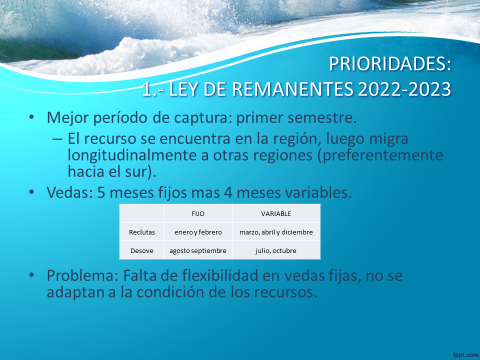 PRIORIDADES:
1.- LEY DE REMANENTES 2022-2023
• Mejor período de captura: primer semestre.
– El recurso se encuentra en la región, luego migra
longitudinalmente a otras regiones (preferentemente
hacia el sur).
• Vedas: 5 meses fijos mas 4 meses variables.
FIJO VARIABLE
Reclutas enero y febrero marzo, abril y diciembre
Desove agosto septiembre julio, octubre
• Problema: Falta de flexibilidad en vedas fijas, no se
adaptan a la condición de los recursos.
fppt.com